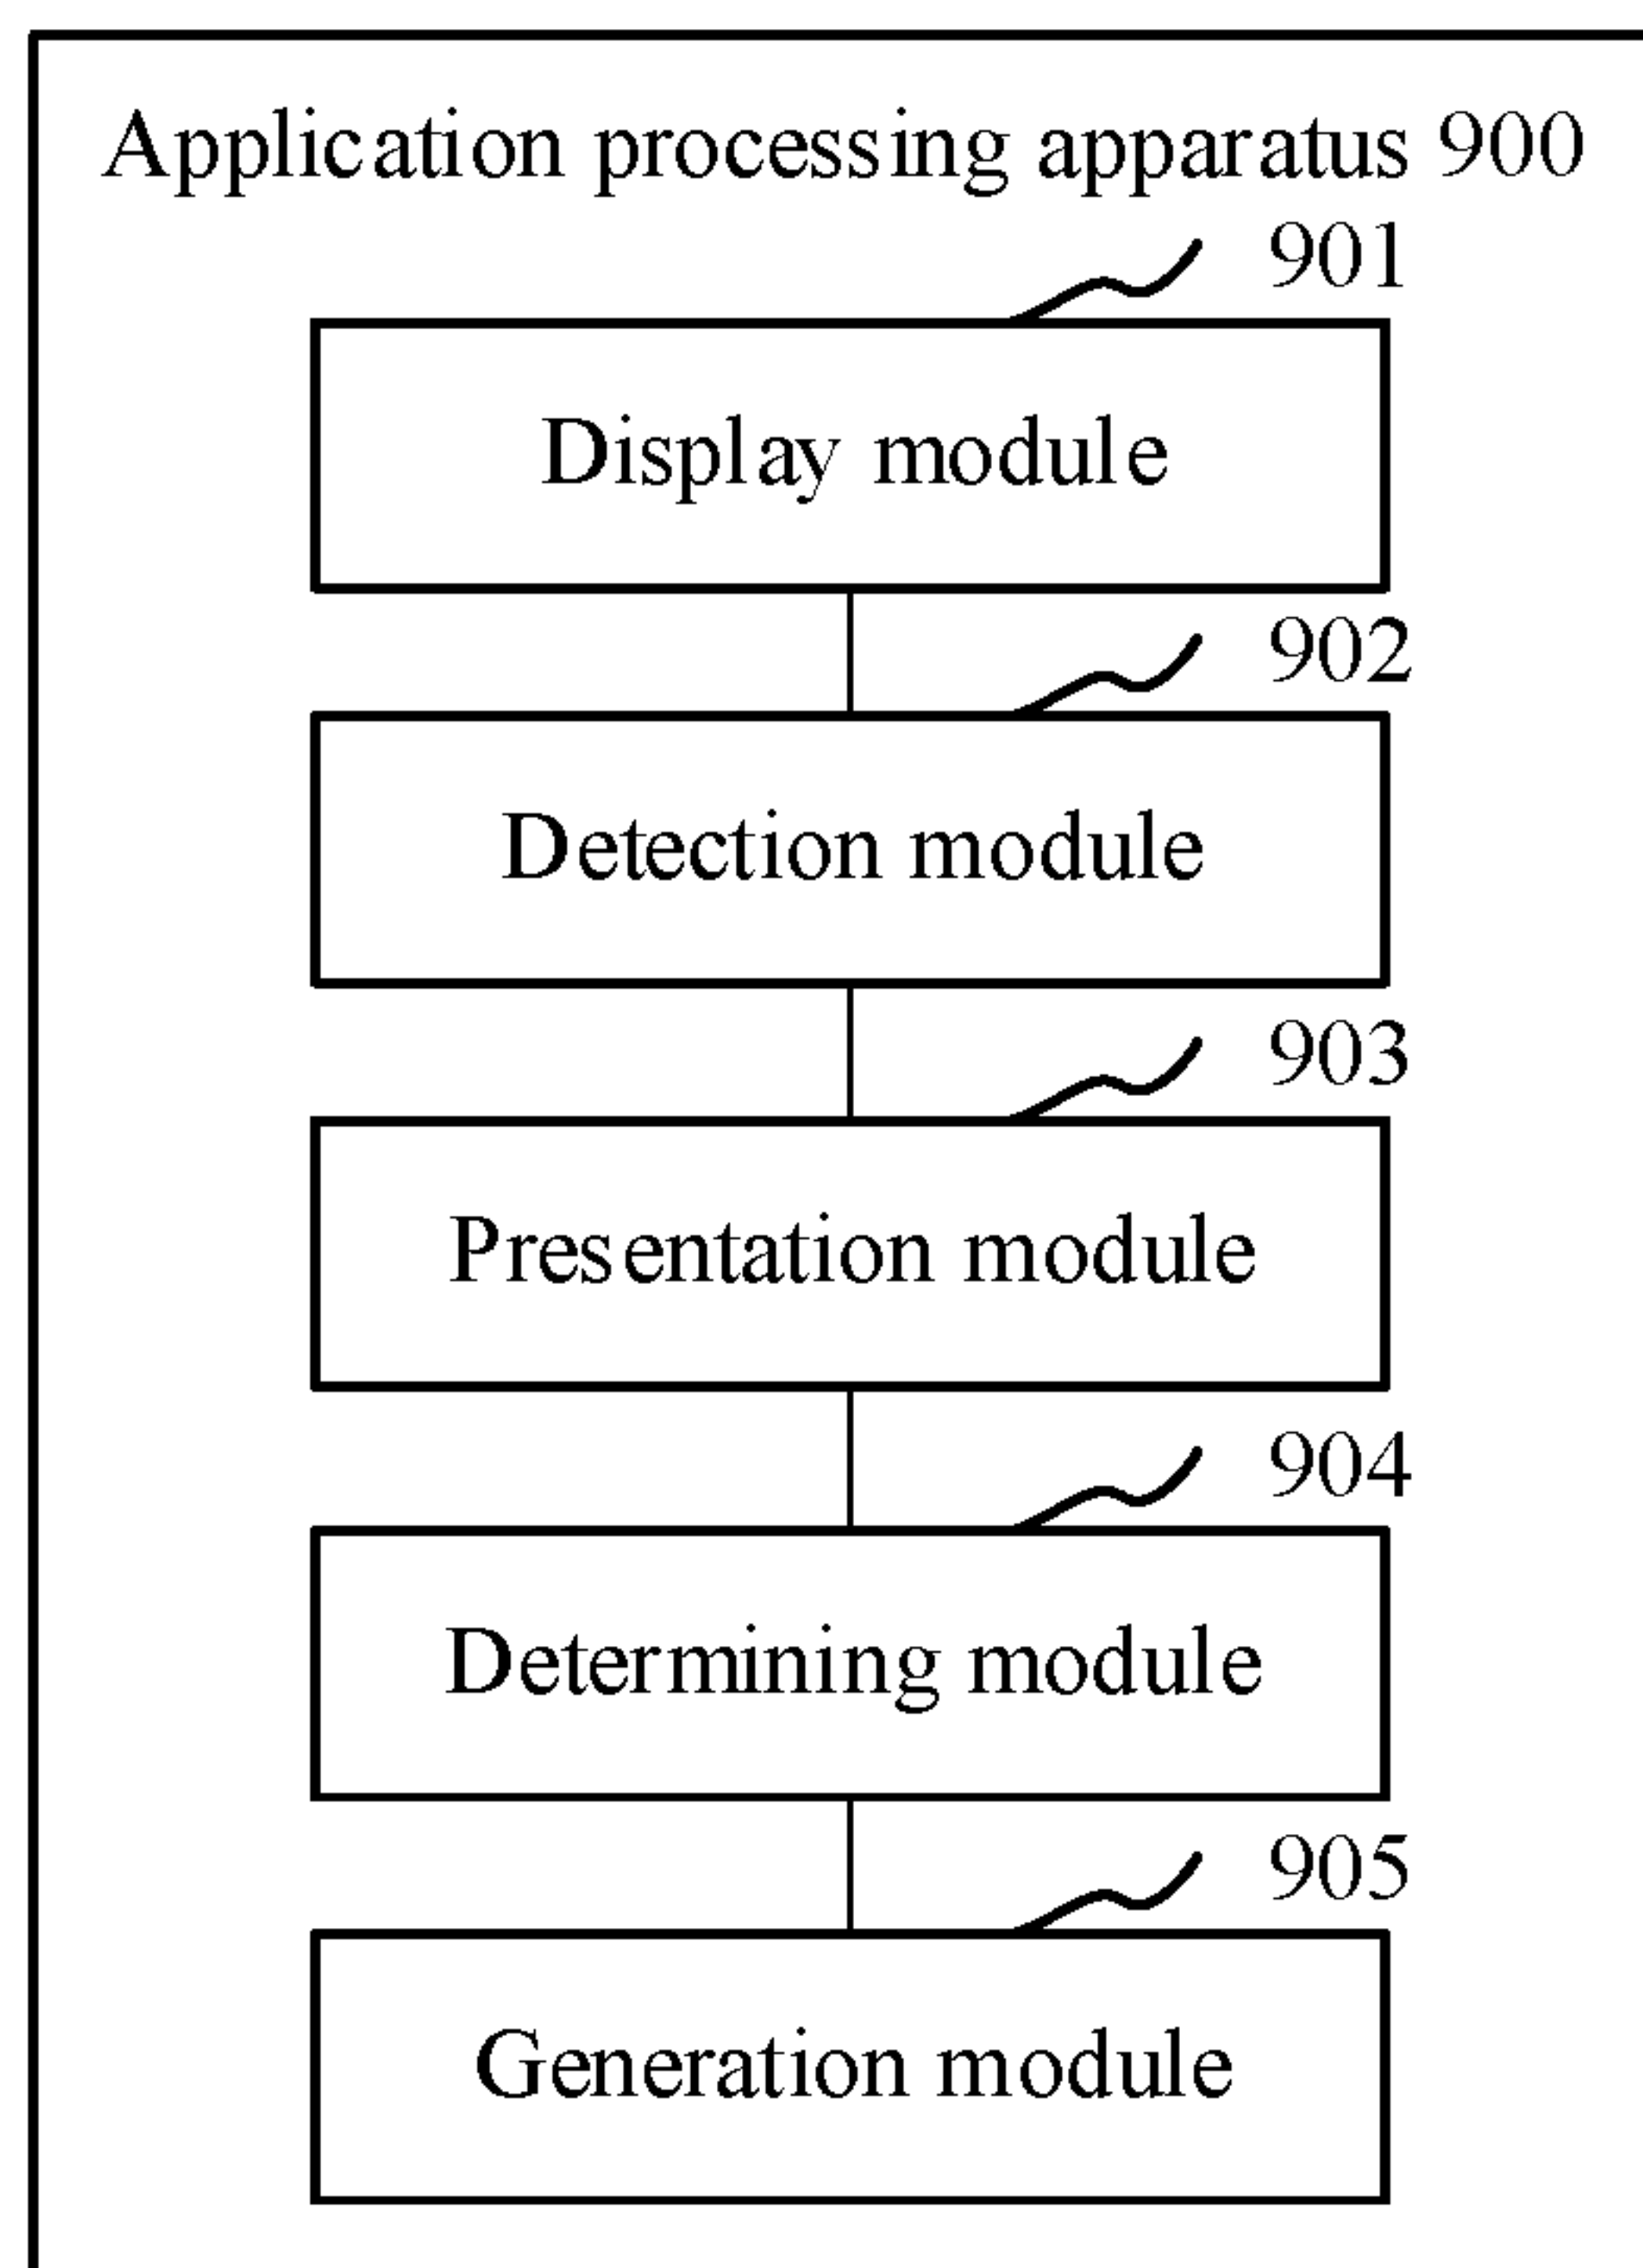 Application processing apparatus 900
901
Display module
902
Detection module
903
Presentation module
904
Determining module
905
Generation module